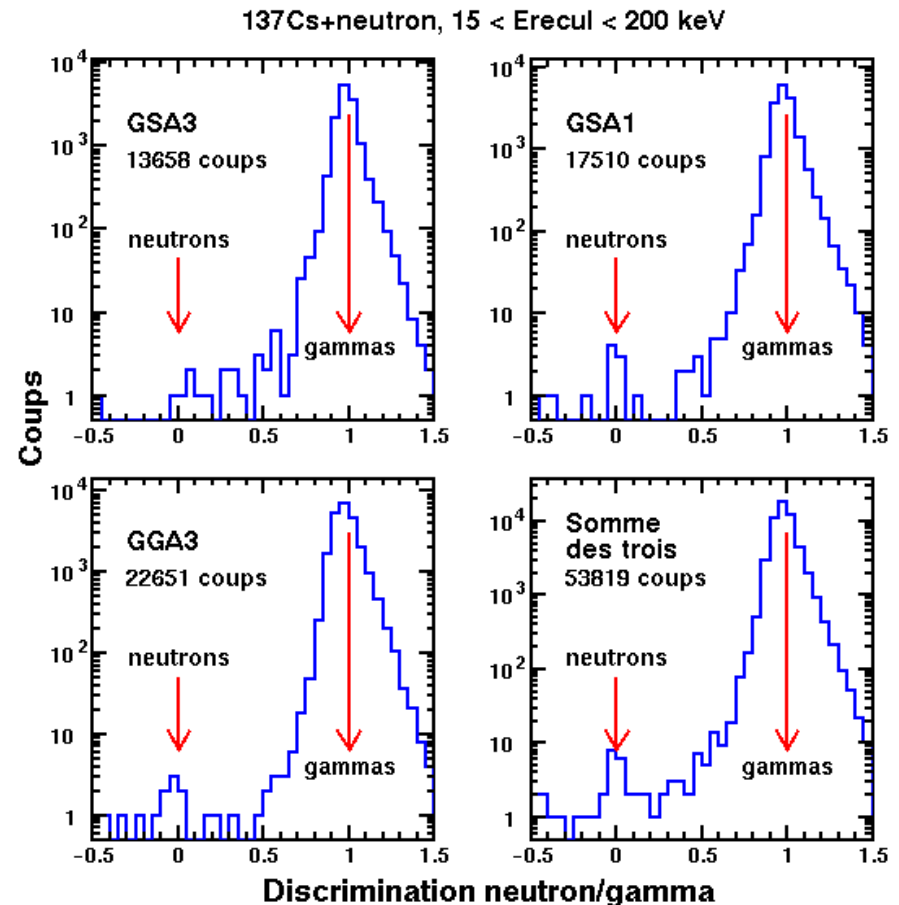 137Cs+neutron, 15 < Erecul < 200 keV
Coups
10^4
10^3
10^2
10
1
GSA3
13658 coups
neutrons
gammas
-0.5 0 0.5 1 1.5
10^4
10^3
10^2
10
1
GSA1
17510 coups
neutrons
gammas
-0.5 0 0.5 1 1.5
10^4
10^3
10^2
10
1
GGA3
22651 coups
neutrons
gammas
-0.5 0 0.5 1 1.5
10^4
10^3
10^2
10
1
Somme
des trois
53819 coups
neutrons
gammas
-0.5 0 0.5 1 1.5
Discrimination neutron/gamma